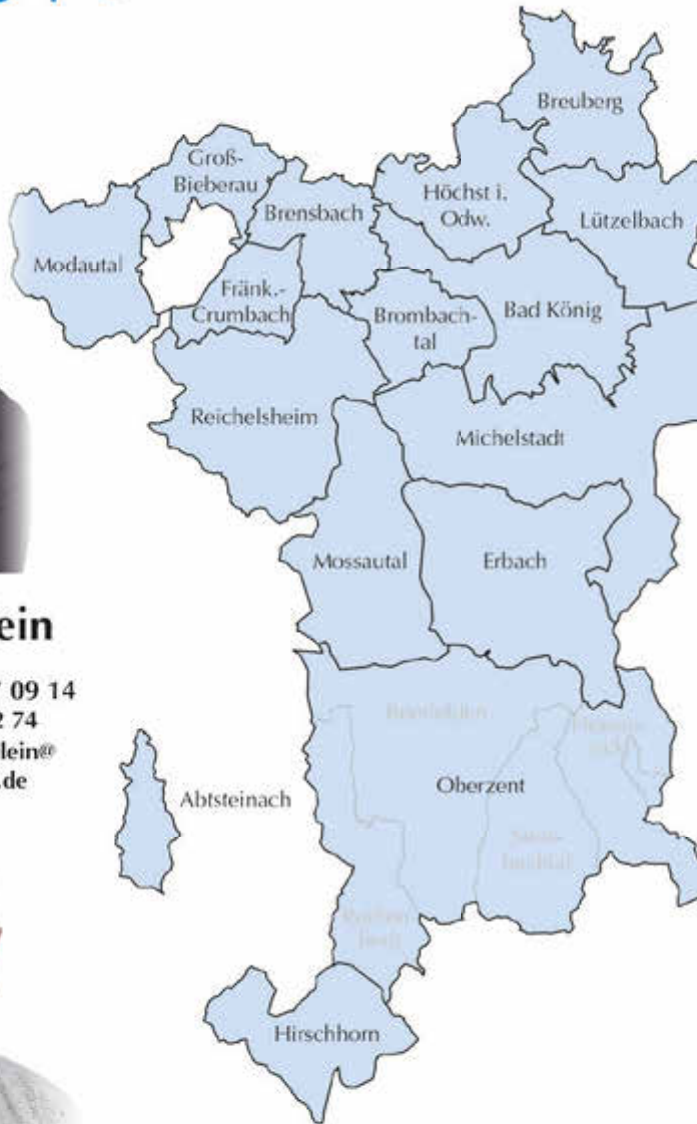 Breuberg
Groß-
Bieberau
Höchst i.
Odw.
Brensbach
Lützelbach
Modautal
Fränk.-
Crumbach
Brombach-
tal
Bad König
Reichelsheim
Michelstadt
Mossautal
Erbach
ein
09 14
2 74
lein@
.de
Abtsteinach
Oberzent
Hirschhorn